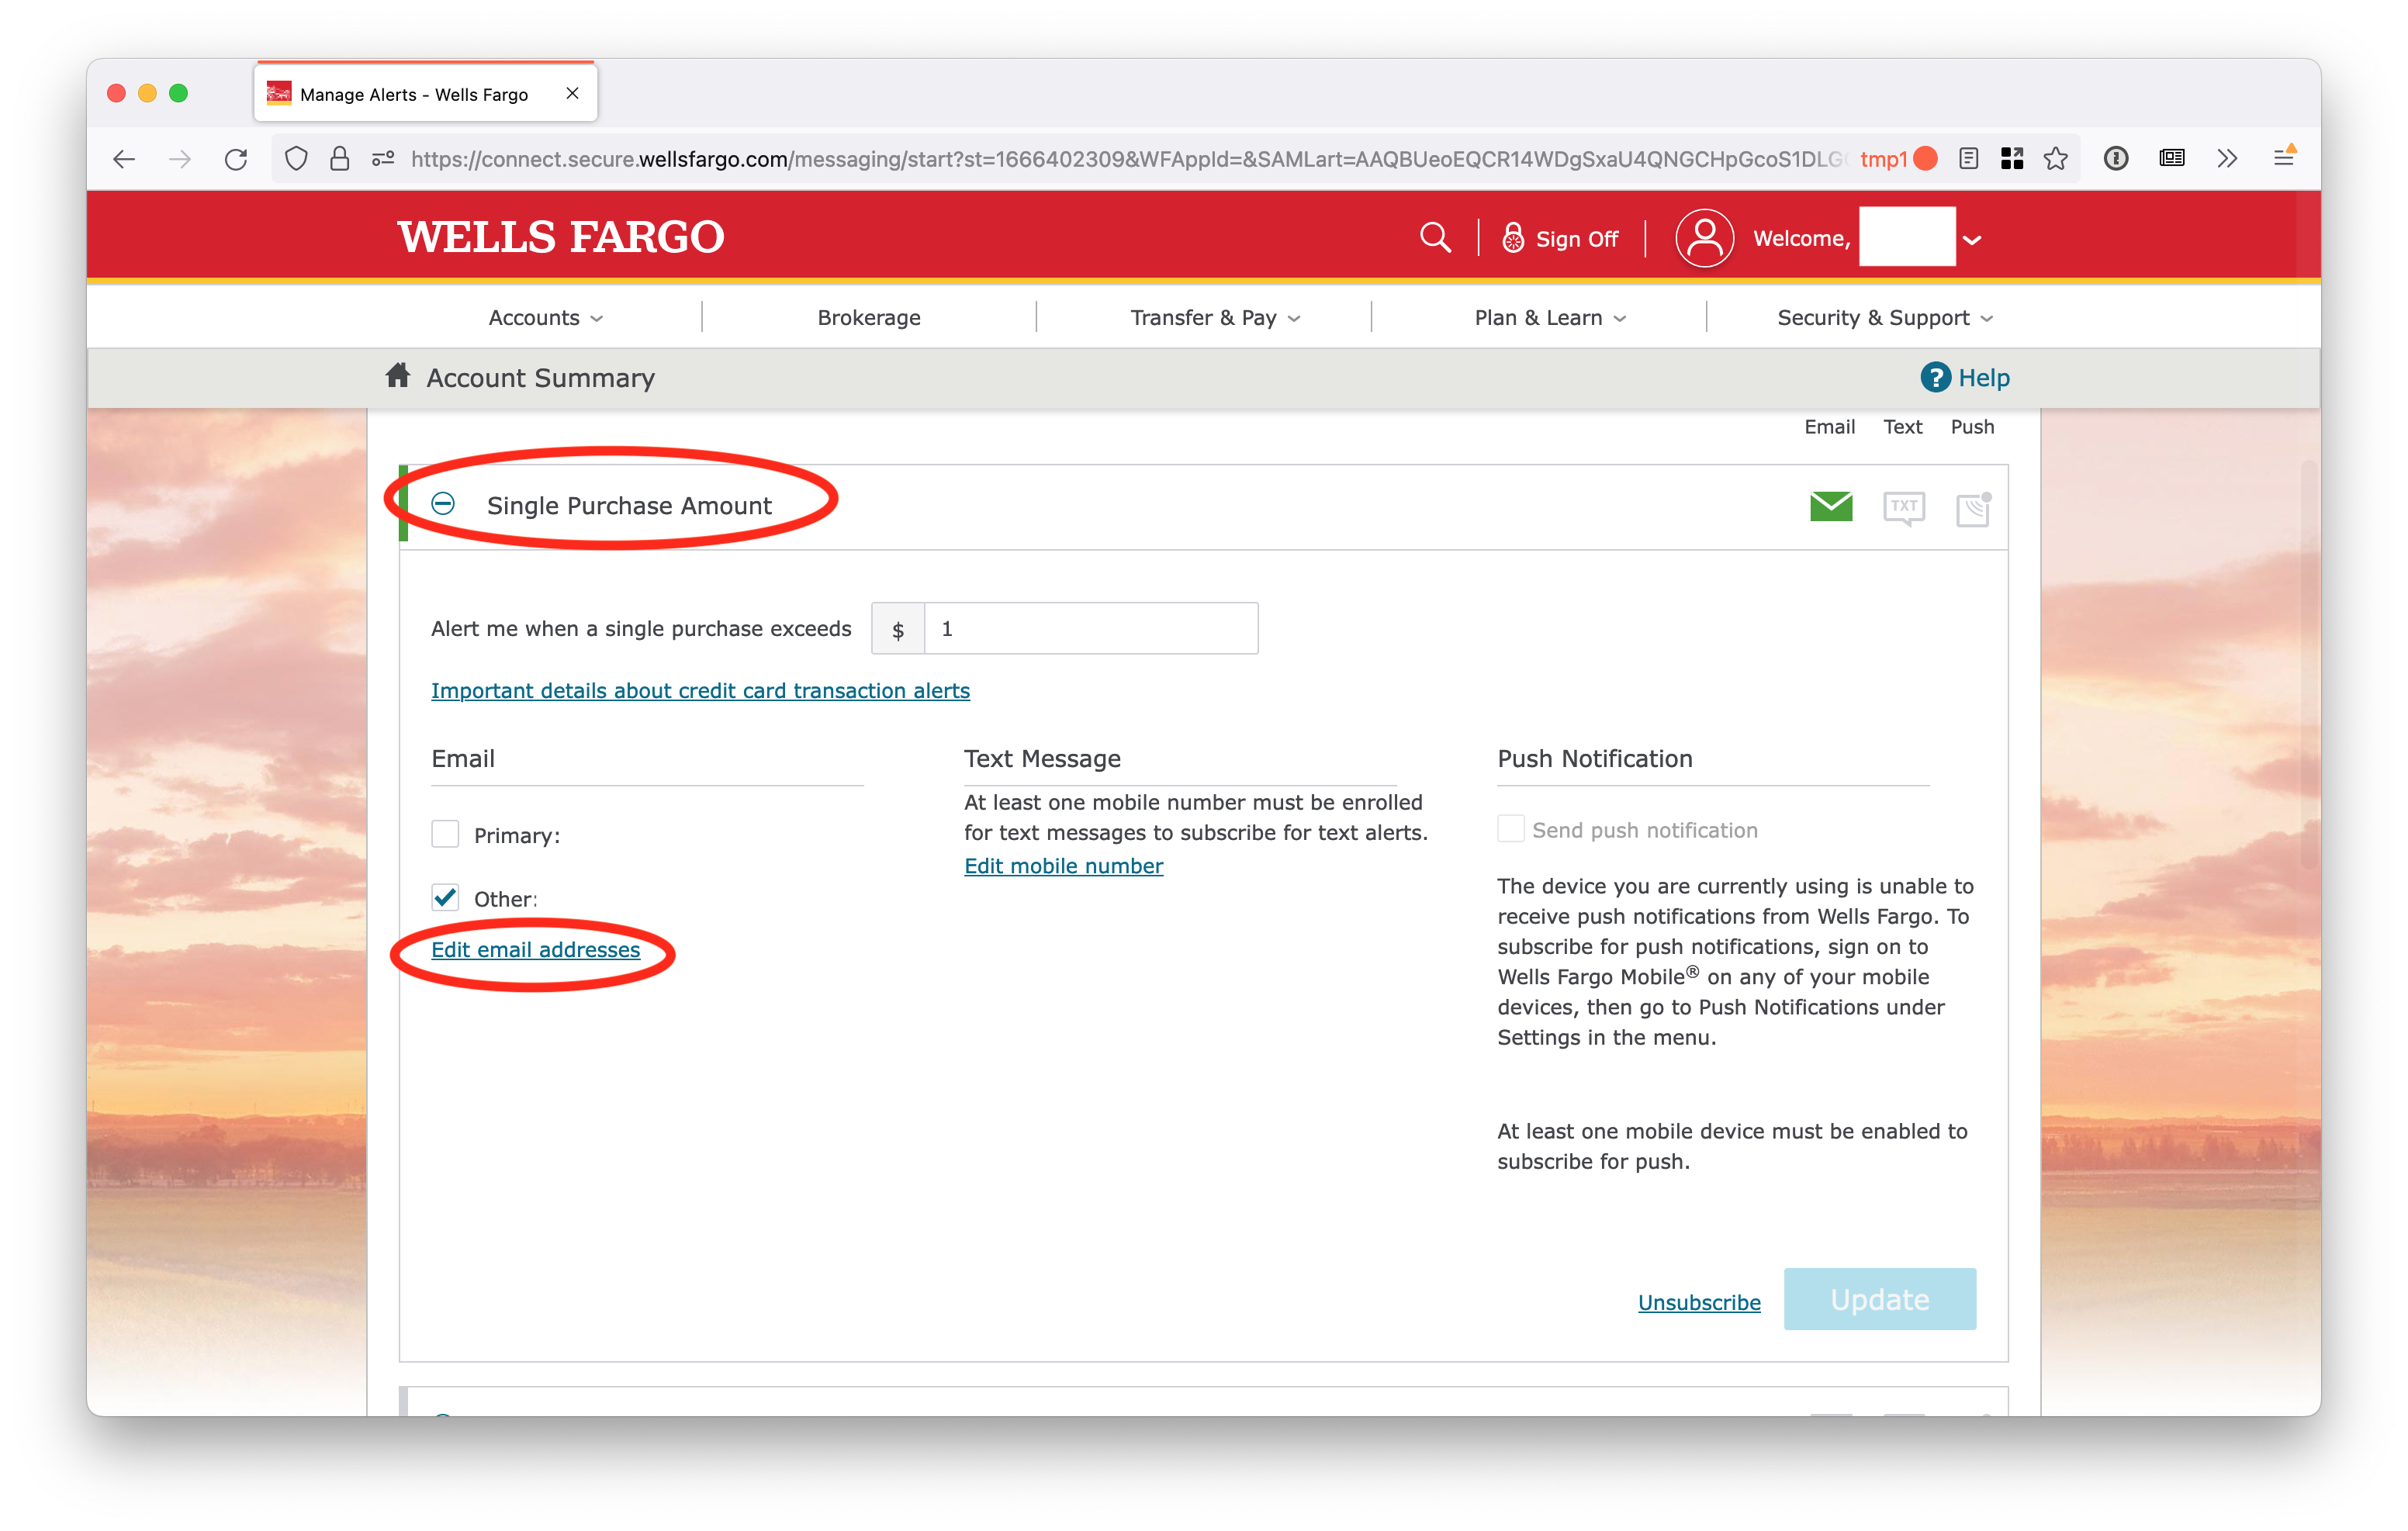 Manage Alerts - Wells Fargo
https://connect.secure.wellsfargo.com/messaging/start?st=1666402309&WFAppId=&SAMLart=AAQBUeoEQCR14WDgSxaU4QNGCHpGcoS1DLG
tmp1
WELLS FARGO
Sign Off
Welcome,
Accounts
Brokerage
Transfer & Pay
Plan & Learn
Security & Support
Account Summary
? Help
Email Text Push
Single Purchase Amount
TXT
Alert me when a single purchase exceeds $ 1
Important details about credit card transaction alerts
Email
Primary:
Other:
Edit email addresses
Text Message
At least one mobile number must be enrolled
for text messages to subscribe for text alerts.
Edit mobile number
Push Notification
Send push notification
The device you are currently using is unable to
receive push notifications from Wells Fargo. To
subscribe for push notifications, sign on to
Wells Fargo Mobile® on any of your mobile
devices, then go to Push Notifications under
Settings in the menu.
At least one mobile device must be enabled to
subscribe for push.
Unsubscribe
Update